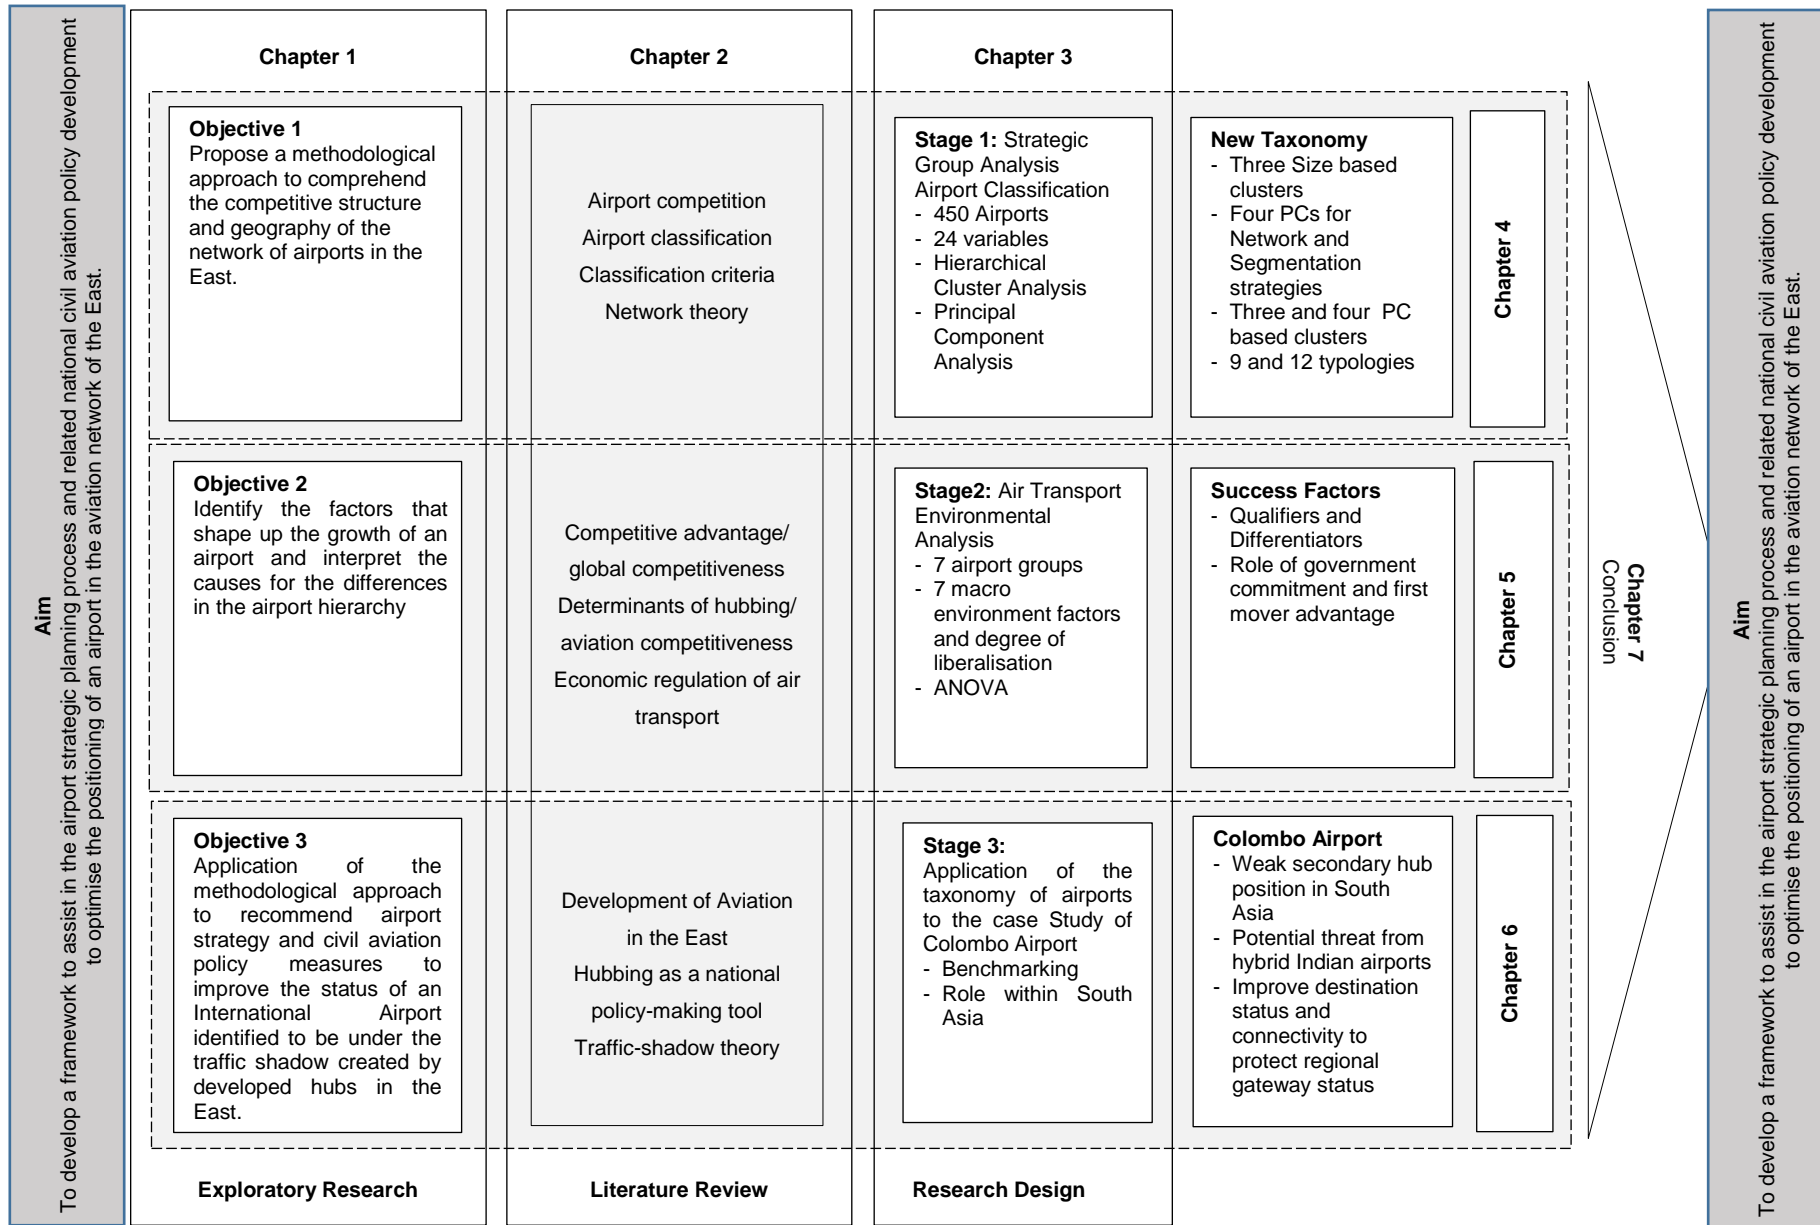 Aim
To develop a framework to assist in the airport strategic planning process and related national civil aviation policy development
to optimise the positioning of an airport in the aviation network of the East.
Chapter 1
Chapter 2
Chapter 3
Objective 1
Propose a methodological
approach to comprehend
the competitive structure
and geography of the
network of airports in the
East.
Airport competition
Airport classification
Classification criteria
Network theory
Stage 1: Strategic
Group Analysis
Airport Classification
- 450 Airports
- 24 variables
- Hierarchical
Cluster Analysis
- Principal
Component
Analysis
New Taxonomy
- Three Size based
clusters
- Four PCs for
Network and
Segmentation
strategies
- Three and four PC
based clusters
- 9 and 12 typologies
Chapter 4
Objective 2
Identify the factors that
shape up the growth of an
airport and interpret the
causes for the differences
in the airport hierarchy
Competitive advantage/
global competitiveness
Determinants of hubbing/
aviation competitiveness
Economic regulation of air
transport
Stage2: Air Transport
Environmental
Analysis
- 7 airport groups
- 7 macro
environment factors
and degree of
liberalisation
- ANOVA
Success Factors
- Qualifiers and
Differentiators
- Role of government
commitment and first
mover advantage
Chapter 5
Objective 3
Application of the
methodological approach
to recommend airport
strategy and civil aviation
policy measures to
improve the status of an
International Airport
identified to be under the
traffic shadow created by
developed hubs in the
East.
Development of Aviation
in the East
Hubbing as a national
policy-making tool
Traffic-shadow theory
Stage 3:
Application of the
taxonomy of airports
to the case Study of
Colombo Airport
- Benchmarking
- Role within South
Asia
Colombo Airport
- Weak secondary hub
position in South
Asia
- Potential threat from
hybrid Indian airports
- Improve destination
status and
connectivity to
protect regional
gateway status
Chapter 6
Exploratory Research
Literature Review
Research Design
Chapter 7
Conclusion
Aim
To develop a framework to assist in the airport strategic planning process and related national civil aviation policy development
to optimise the positioning of an airport in the aviation network of the East.